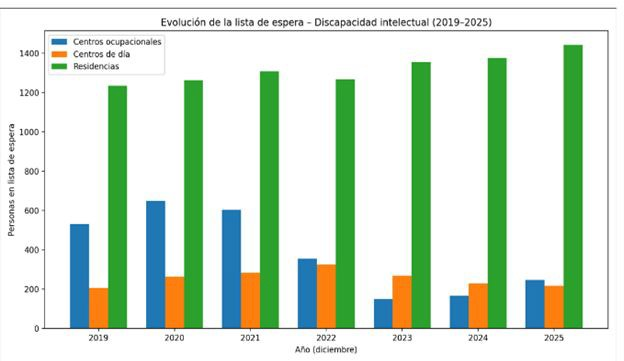 Evolución de la lista de espera – Discapacidad intelectual (2019–2025)
Centros ocupacionales
Centros de día
Residencias
Personas en lista de espera
1400
1200
1000
800
600
400
200
0
2019 2020 2021 2022 2023 2024 2025
Año (diciembre)